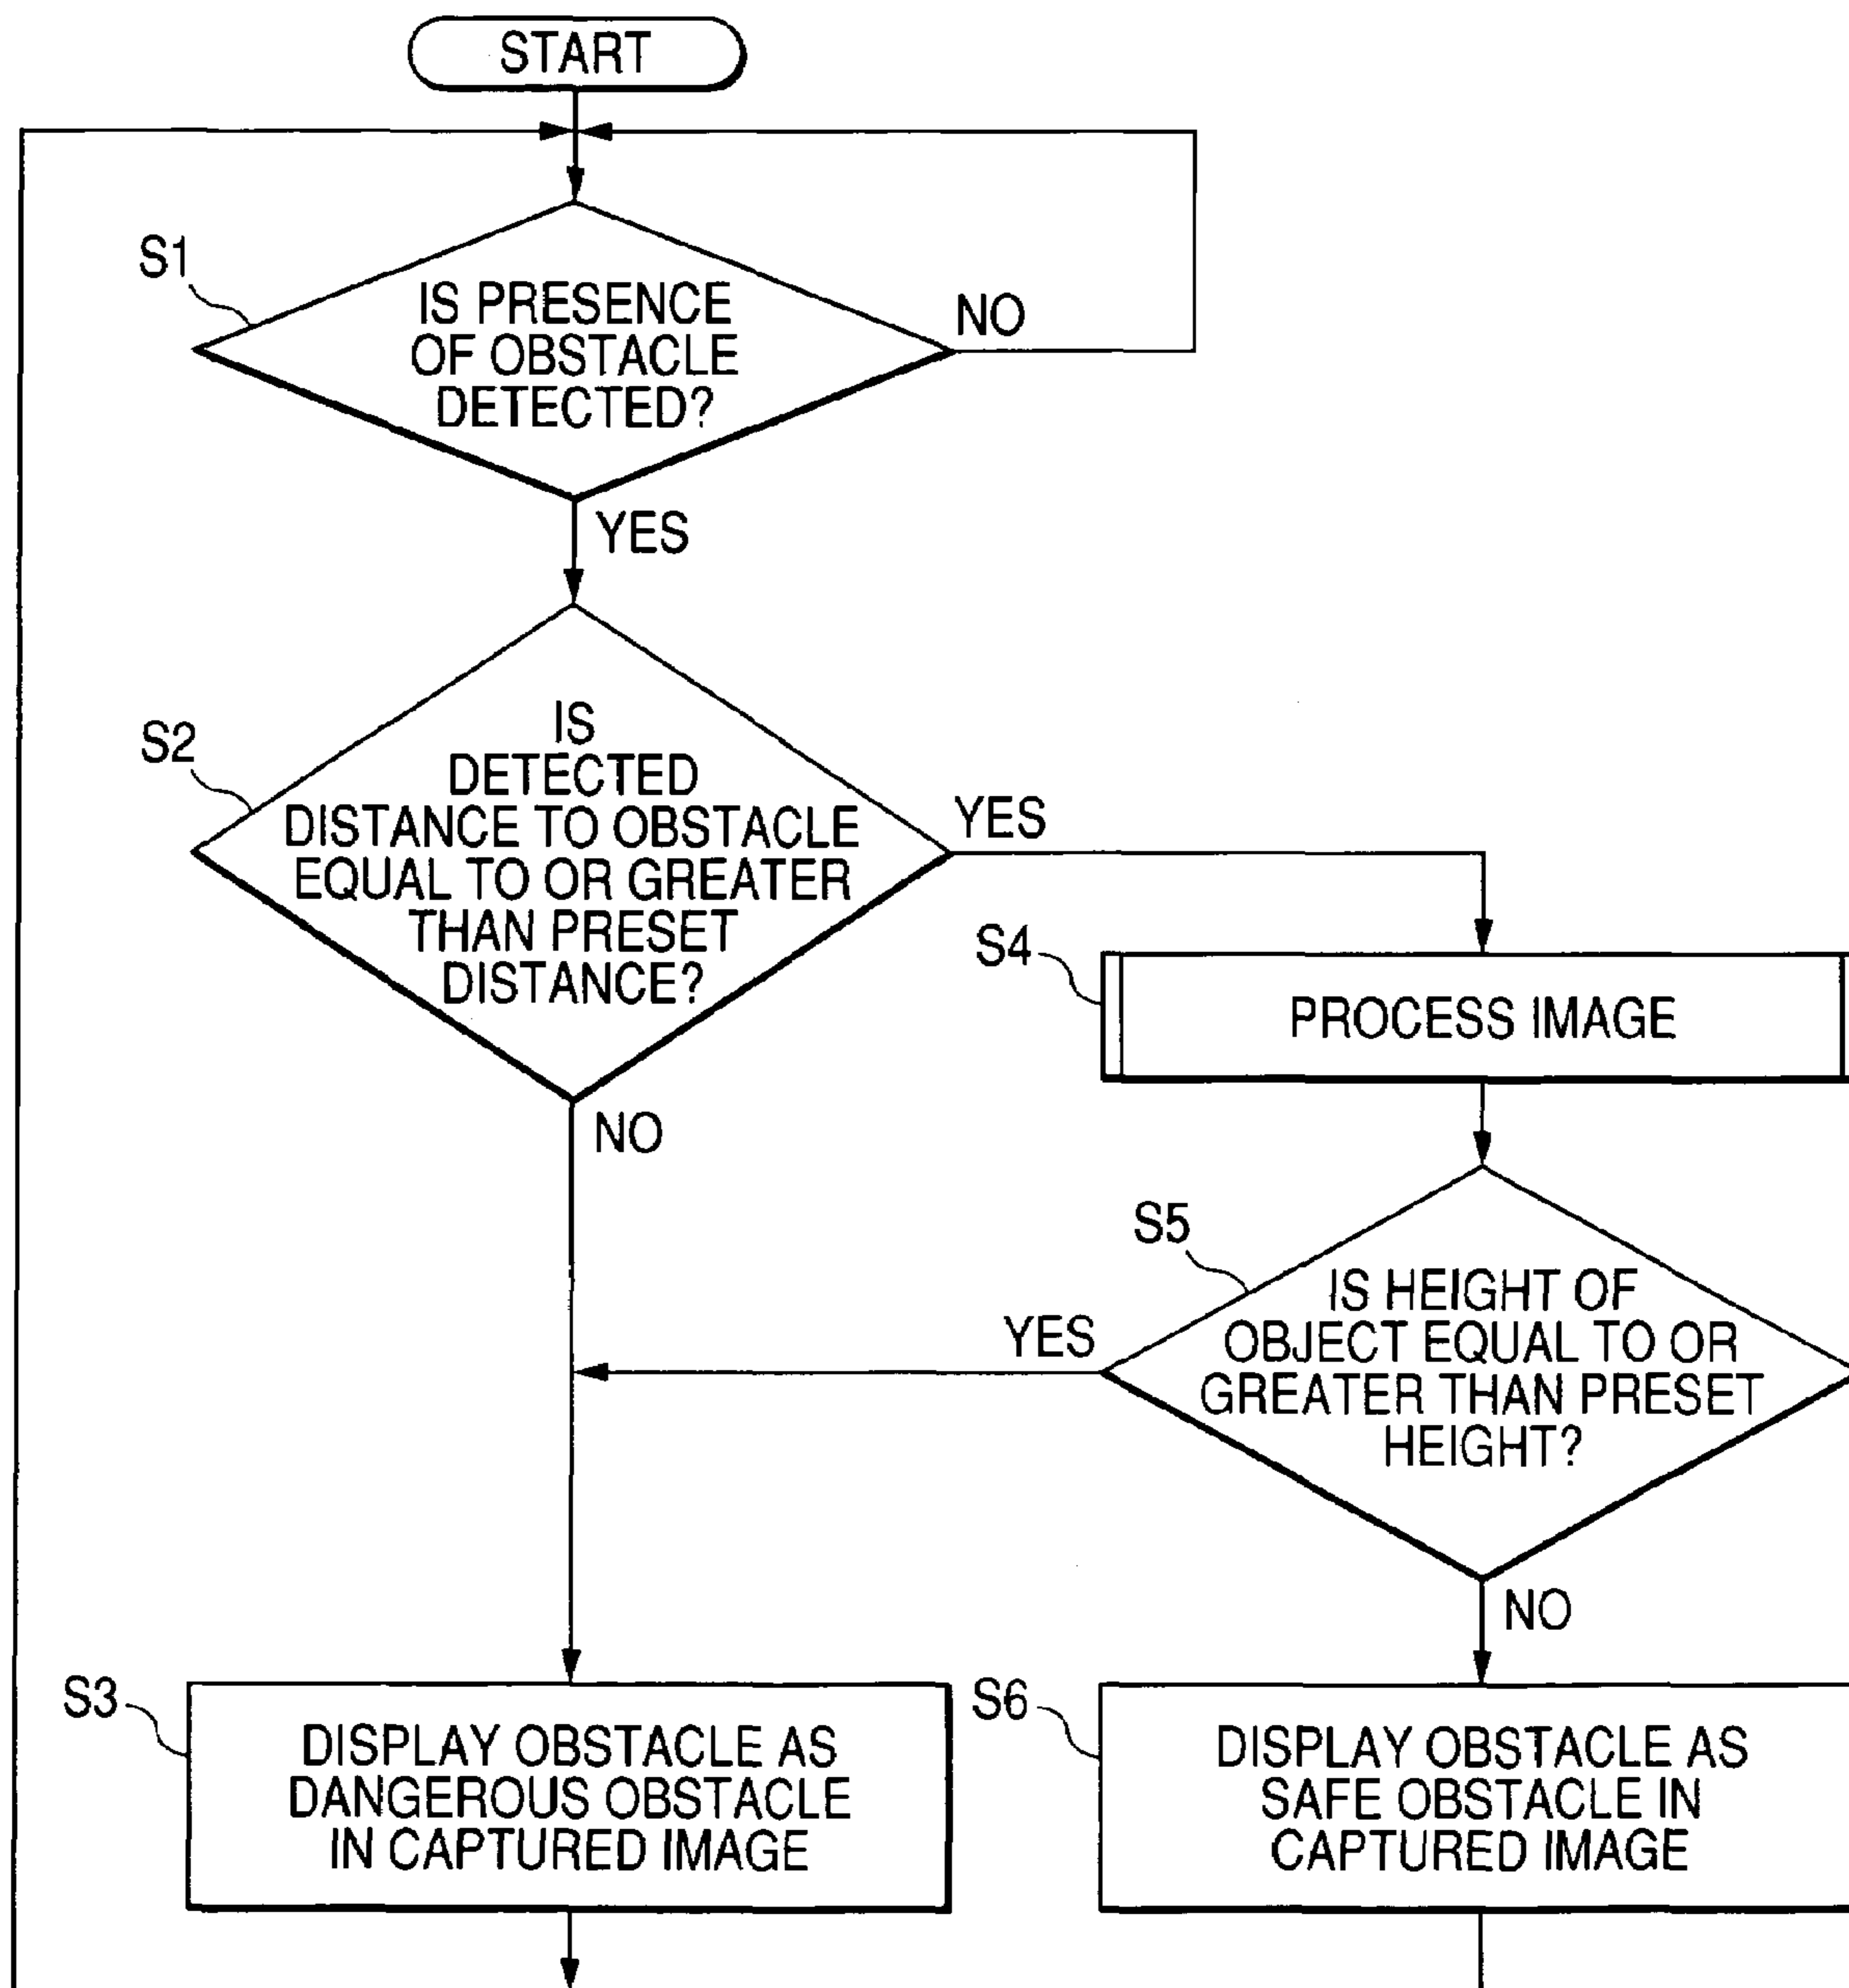 START
S1
IS PRESENCE
OF OBSTACLE
DETECTED?
NO
YES
S2
IS
DETECTED
DISTANCE TO OBSTACLE
EQUAL TO OR GREATER
THAN PRESET
DISTANCE?
YES
NO
S4
PROCESS IMAGE
S5
IS HEIGHT OF
OBJECT EQUAL TO OR
GREATER THAN PRESET
HEIGHT?
YES
NO
S3
DISPLAY OBSTACLE AS
DANGEROUS OBSTACLE
IN CAPTURED IMAGE
S6
DISPLAY OBSTACLE AS
SAFE OBSTACLE IN
CAPTURED IMAGE